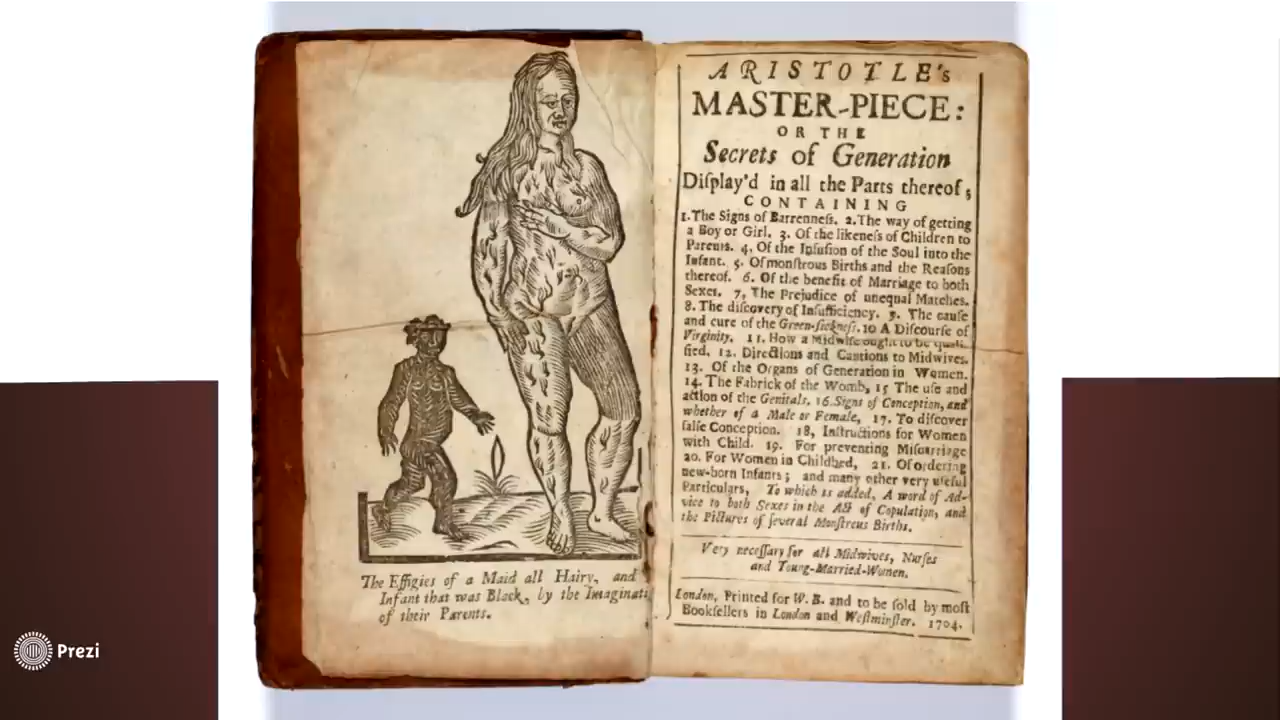 The Effigies of a Maid all Hairy, and
Infant that was Black, by the Imaginati
of their Parents.
ARISTOTLE's
MASTER-PIECE:
OR THE
Secrets of Generation
Diſplay'd in all the Parts thereof;
CONTAINING
1.The Signs of Barrenneſs. 2.The way of getting
a Boy or Girl. 3. Of the likeneſs of Children to
Parents. 4. Of the Infuſion of the Soul into the
Infant. 5. Of monſtrous Births and the Reaſons
thereof. 6. Of the benefit of Marriage to both
Sexes. 7, The Prejudice of unequal Matches.
8. The diſcovery of Inſufficiency. 9. The cauſe
and cure of the Green-ſickneſs. 10 A Diſcourſe of
Virginity. 11. How a Midwife ought to be quali-
fied. 12. Directions and Cautions to Midwives.
13. Of the Organs of Generation in Women.
14. The Fabrick of the Womb, 15 The uſe and
action of the Genitals. 16. Signs of Conception, and
whether of a Male or Female, 17. To diſcover
falſe Conception. 18, Inſtructions for Women
with Child. 19. For preventing Miſcarriage
20. For Women in Childbed, 21. Of ordering
new-born Infants; and many other very uſeful
Particulars, To which is added, A word of Ad-
vice to both Sexes in the Act of Copulation, and
the Pictures of ſeveral Monſtrous Births.
Very neceſſary for all Midwives, Nurſes
and Young-Married-Women.
London, Printed for W. B. and to be ſold by moſt
Bookſellers in London and Weſtminſter. 1704.
Prezi